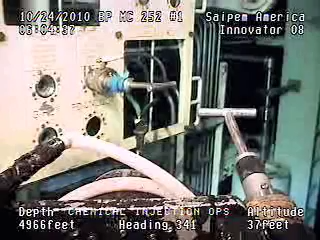 10/24/2010 BP MC 252 #1 Saipem America
06:04:37 Innovator 08
Depth CHEMICAL INJECTION OPS Altitude
4966feet Heading 341 37feet